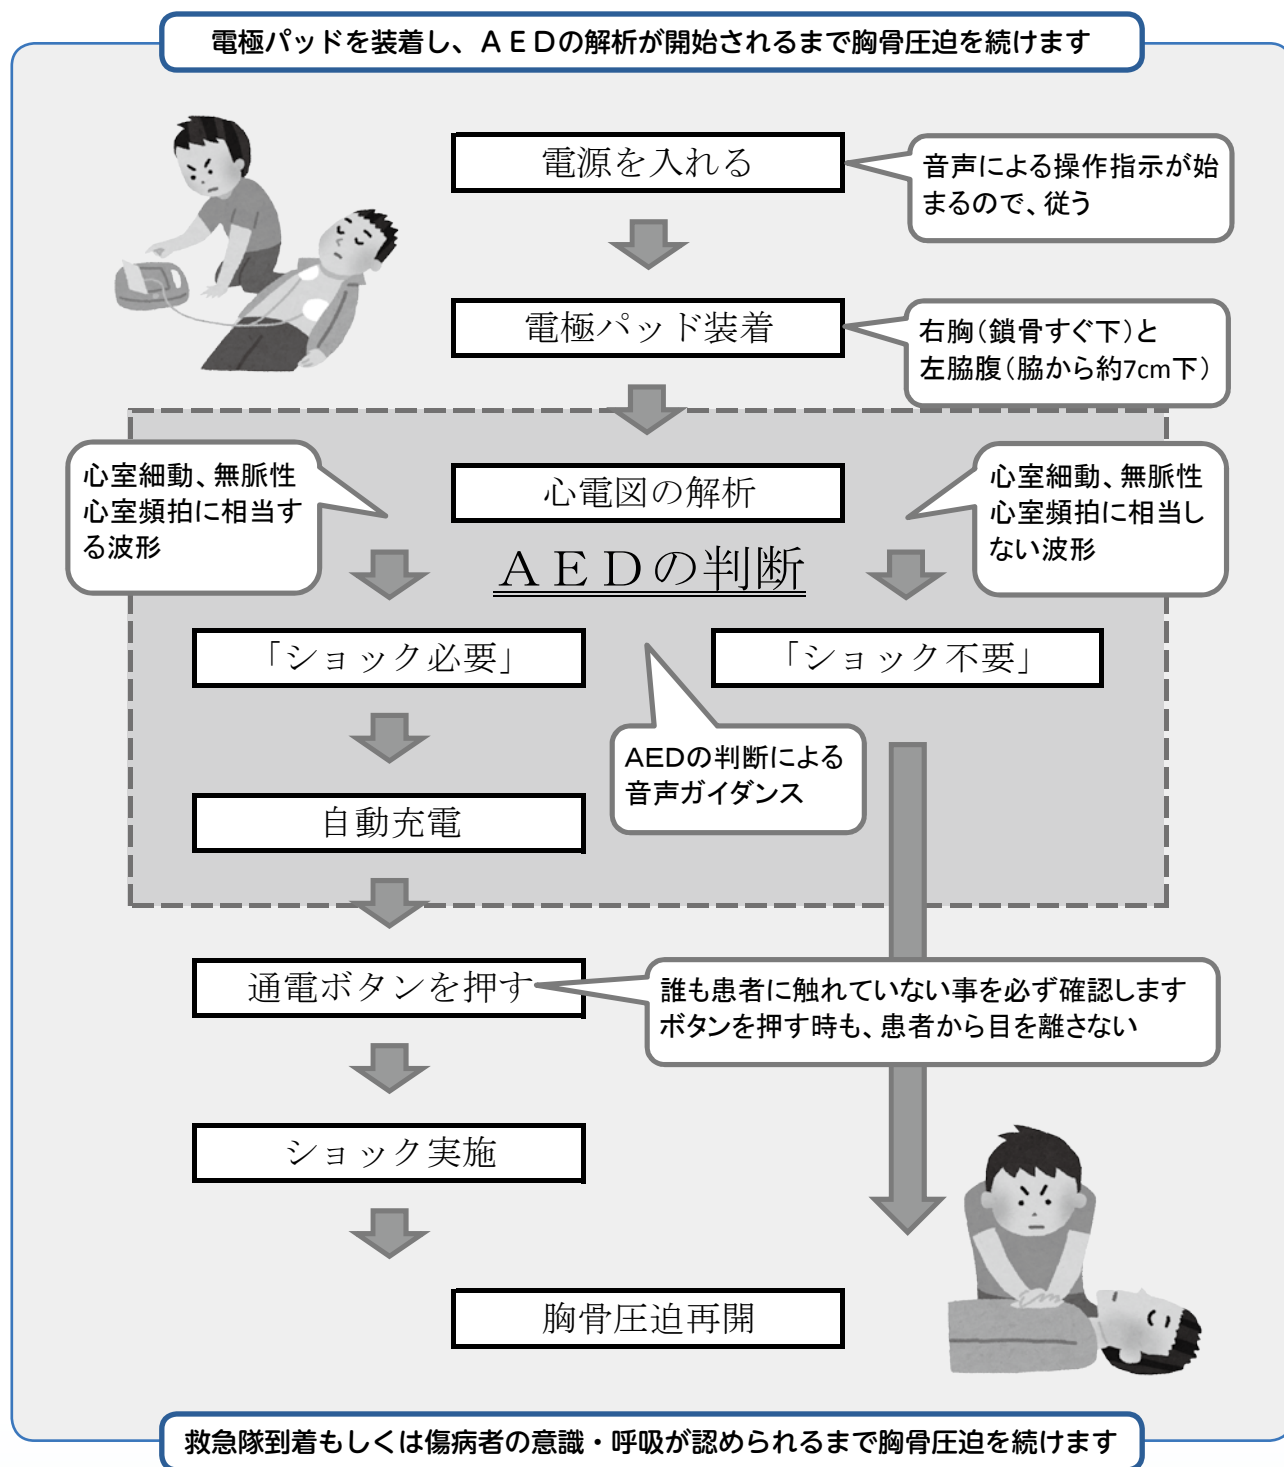 電極パッドを装着し、ＡＥＤの解析が開始されるまで胸骨圧迫を続けます
電源を入れる
音声による操作指示が始
まるので、従う
電極パッド装着
右胸（鎖骨すぐ下）と
左脇腹（脇から約7cm下）
心電図の解析
心室細動、無脈性
心室頻拍に相当す
る波形
心室細動、無脈性
心室頻拍に相当し
ない波形
ＡＥＤの判断
「ショック必要」
「ショック不要」
AEDの判断による
音声ガイダンス
自動充電
通電ボタンを押す
誰も患者に触れていない事を必ず確認します
ボタンを押す時も、患者から目を離さない
ショック実施
胸骨圧迫再開
救急隊到着もしくは傷病者の意識・呼吸が認められるまで胸骨圧迫を続けます